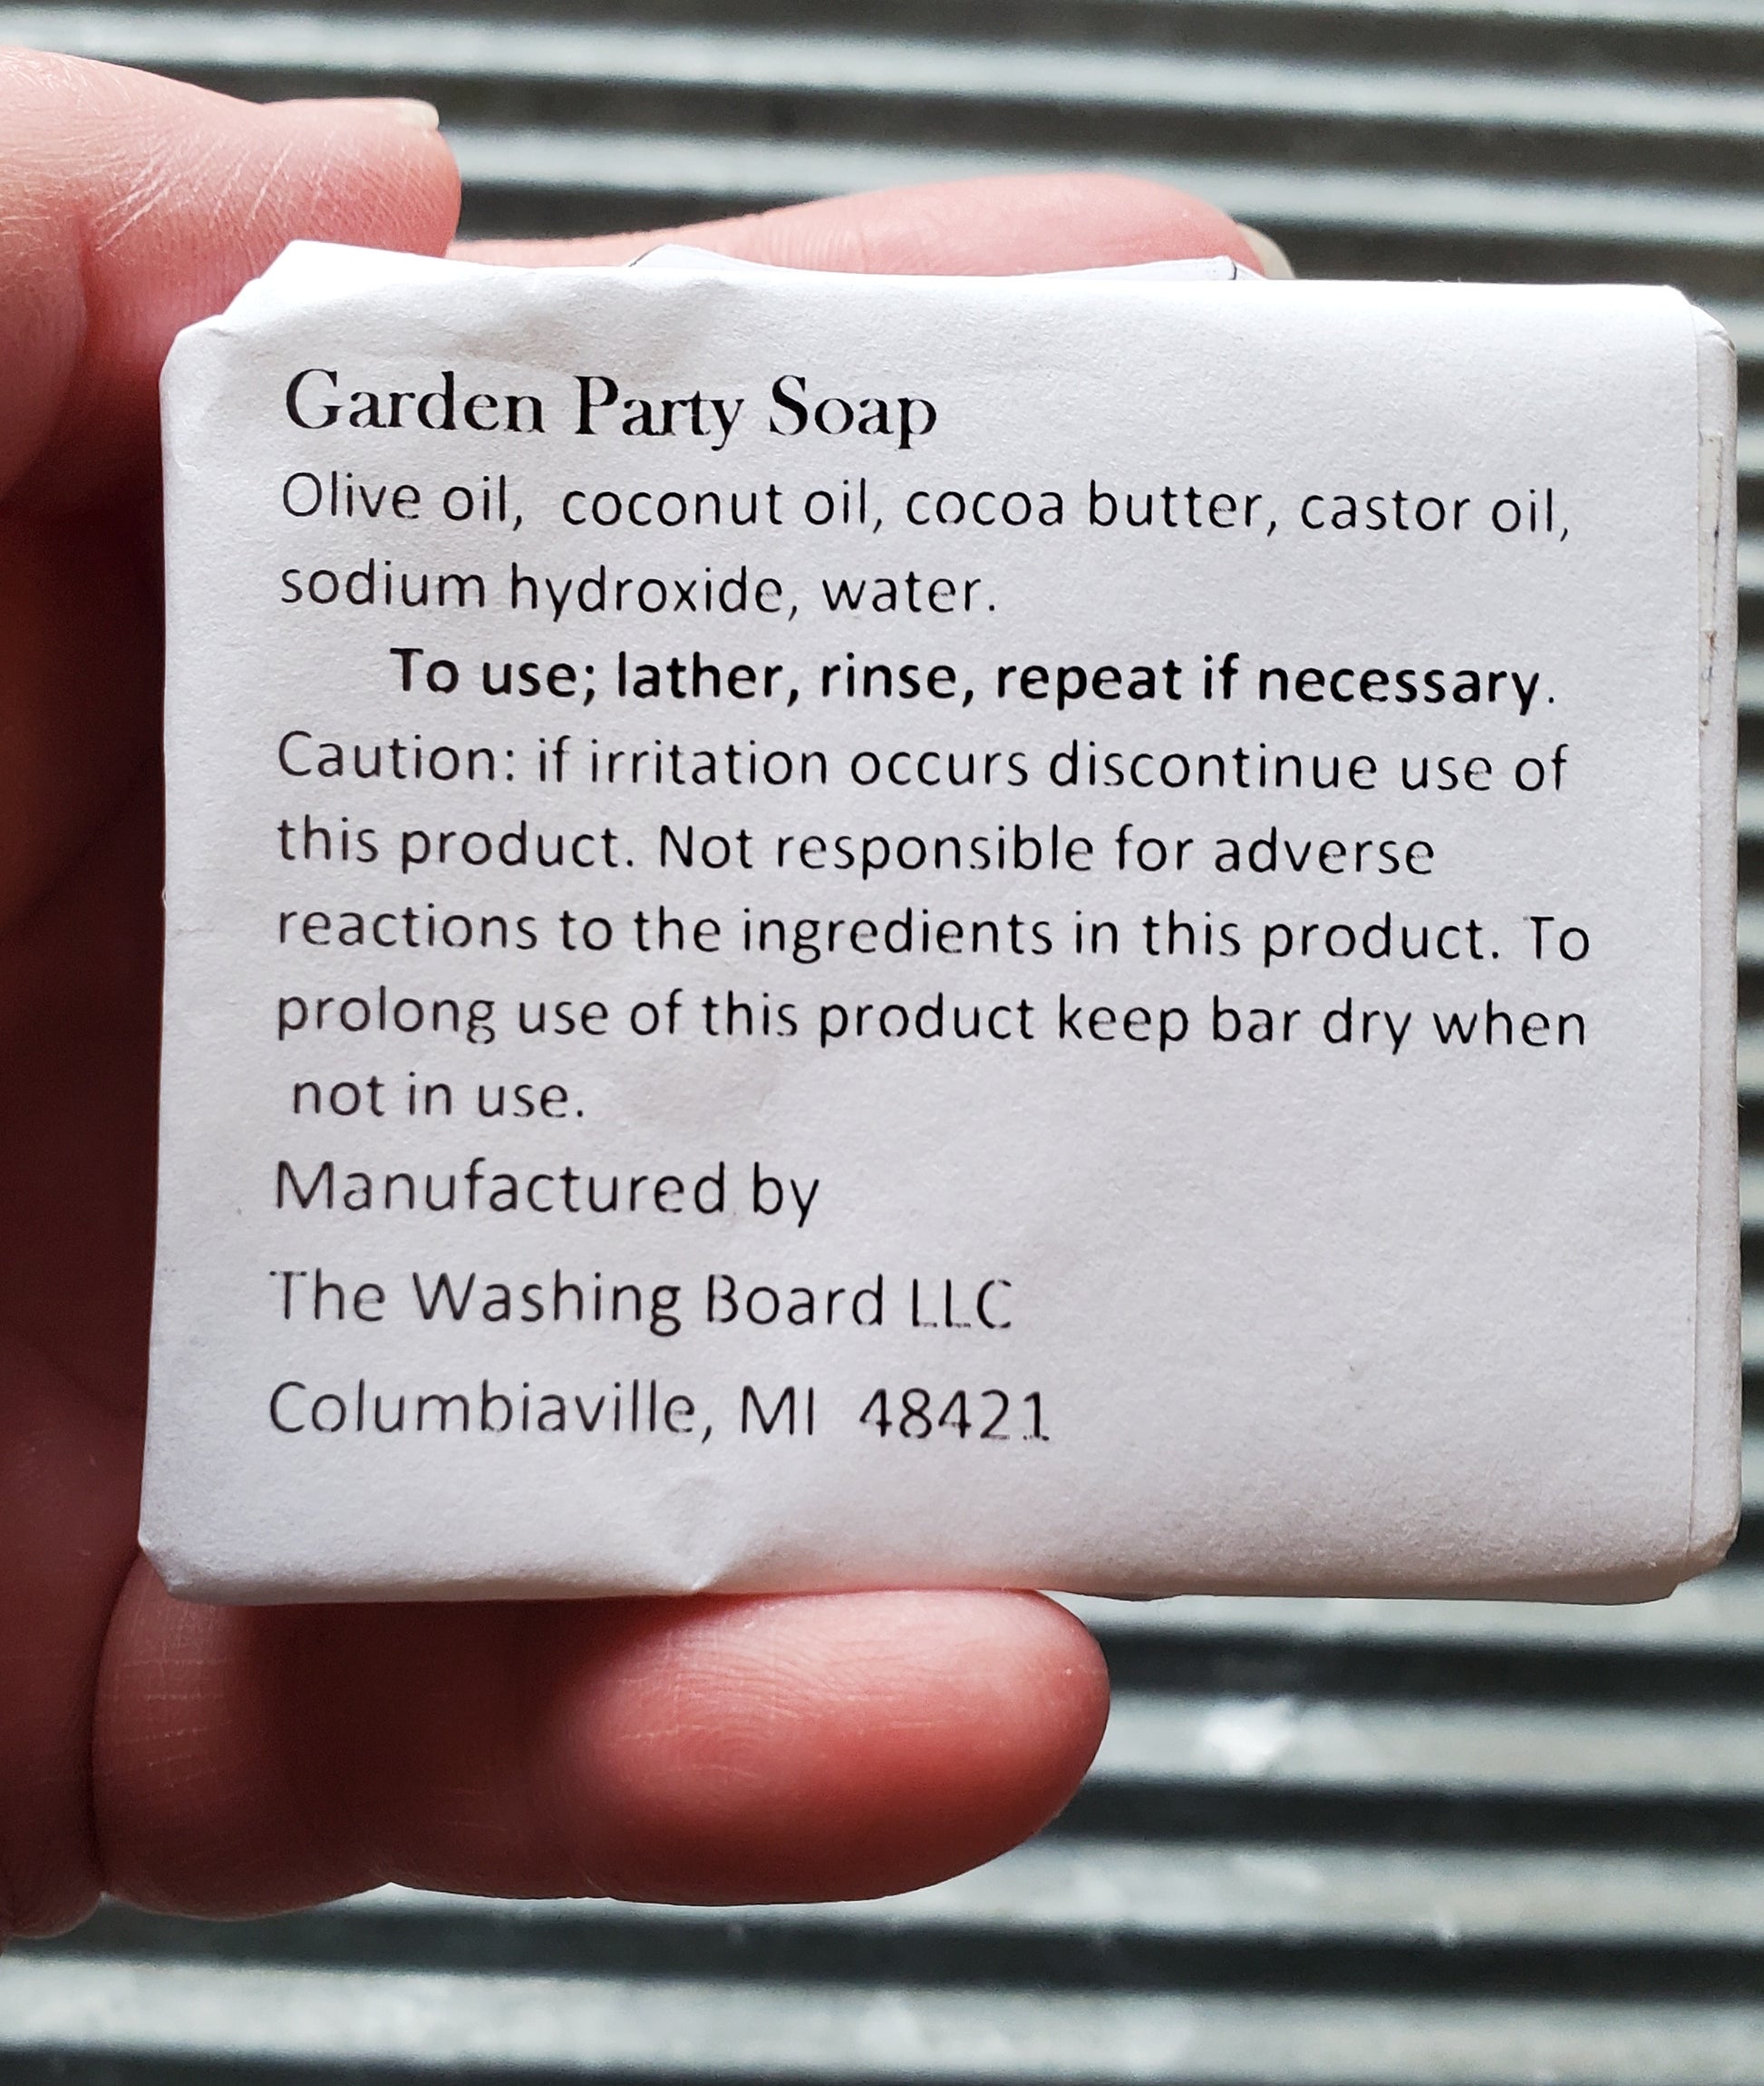 Garden Party Soap
Olive oil,  coconut oil, cocoa butter, castor oil,
sodium hydroxide, water.
To use; lather, rinse, repeat if necessary.
Caution: if irritation occurs discontinue use of
this product. Not responsible for adverse
reactions to the ingredients in this product. To
prolong use of this product keep bar dry when
not in use.
Manufactured by
The Washing Board LLC
Columbiaville, MI  48421